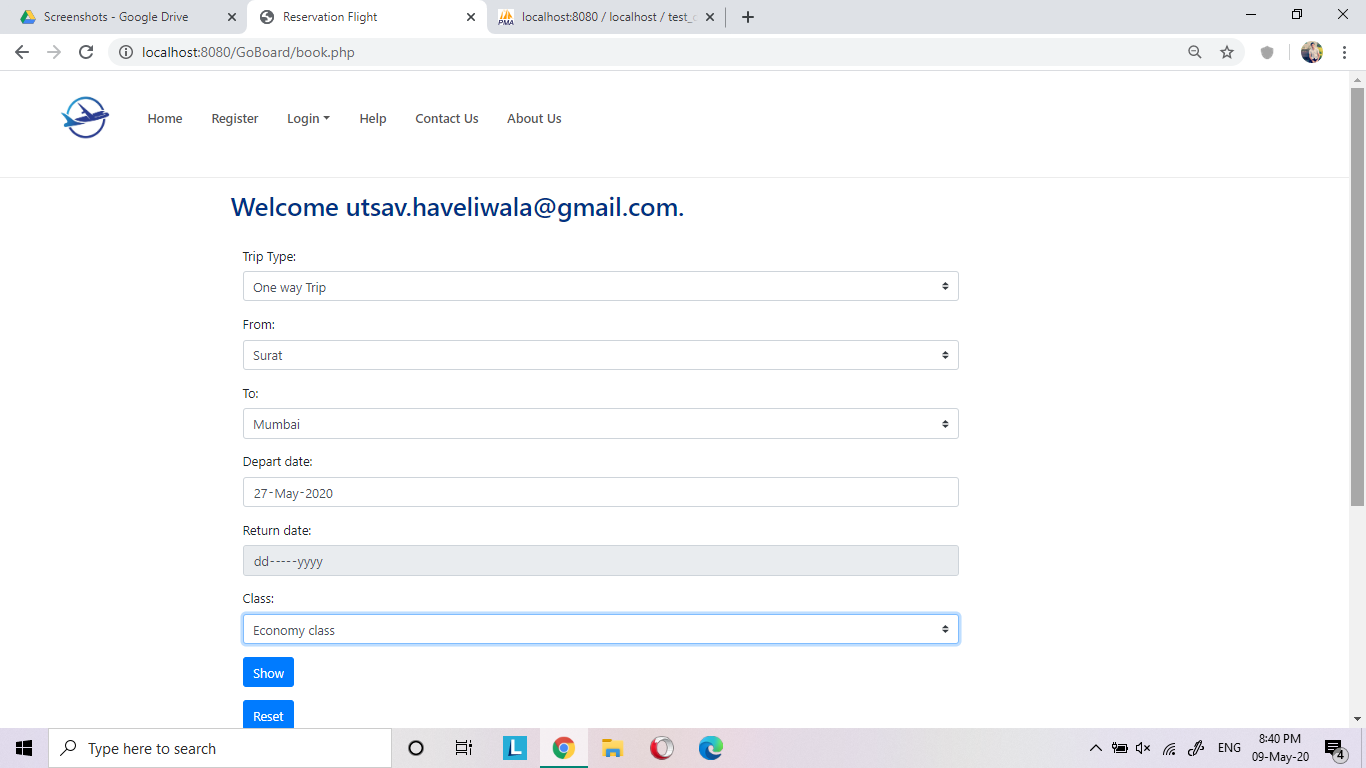 Screenshots - Google Drive
Reservation Flight
PMA
localhost:8080 / localhost / test_
localhost:8080/GoBoard/book.php
Home Register Login Help Contact Us About Us
Welcome utsav.haveliwala@gmail.com.
Trip Type:
One way Trip
From:
Surat
To:
Mumbai
Depart date:
27-May-2020
Return date:
dd-----yyyy
Class:
Economy class
Show
Reset
Type here to search
L
ENG
8:40 PM
09-May-20
4